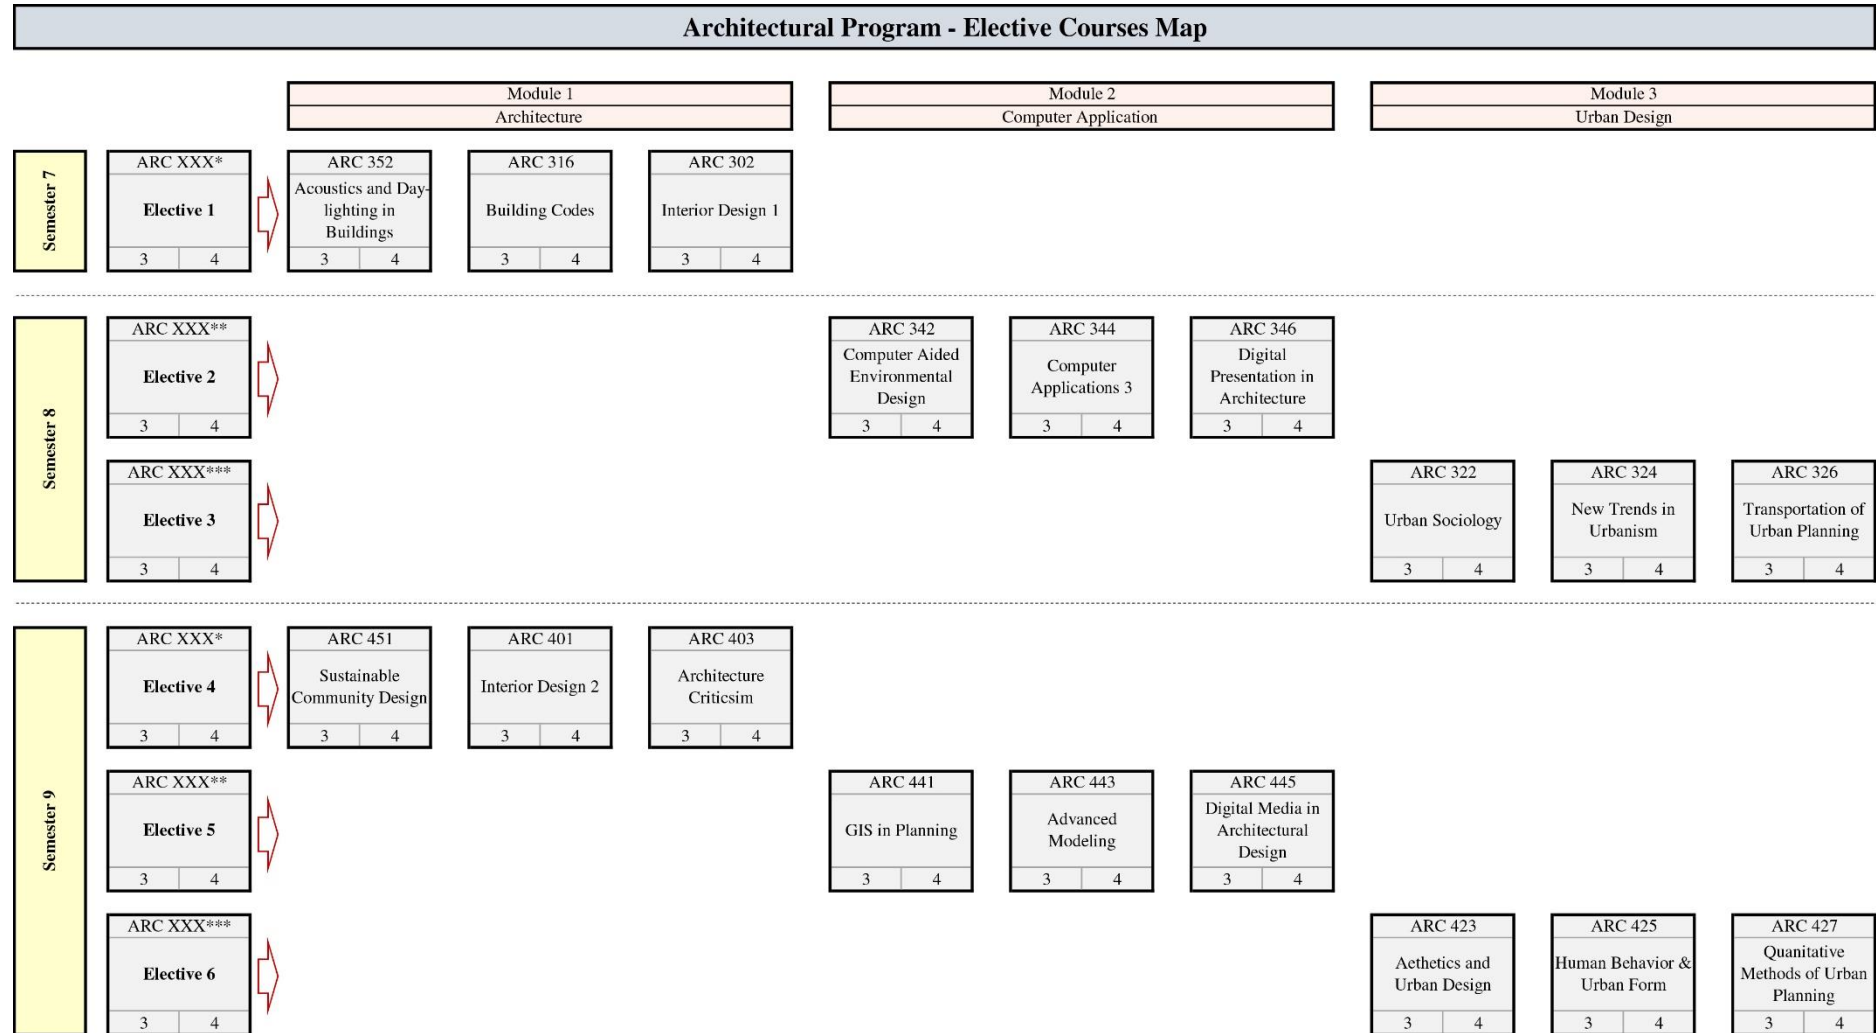 Architectural Program - Elective Courses Map
Module 1
Architecture
Module 2
Computer Application
Module 3
Urban Design
Semester 7
ARC XXX*
Elective 1
3 4
ARC 352
Acoustics and Day-
lighting in
Buildings
3 4
ARC 316
Building Codes
3 4
ARC 302
Interior Design 1
3 4
Semester 8
ARC XXX**
Elective 2
3 4
ARC 342
Computer Aided
Environmental
Design
3 4
ARC 344
Computer
Applications 3
3 4
ARC 346
Digital
Presentation in
Architecture
3 4
ARC XXX***
Elective 3
3 4
ARC 322
Urban Sociology
3 4
ARC 324
New Trends in
Urbanism
3 4
ARC 326
Transportation of
Urban Planning
3 4
Semester 9
ARC XXX*
Elective 4
3 4
ARC 451
Sustainable
Community Design
3 4
ARC 401
Interior Design 2
3 4
ARC 403
Architecture
Criticsim
3 4
ARC XXX**
Elective 5
3 4
ARC 441
GIS in Planning
3 4
ARC 443
Advanced
Modeling
3 4
ARC 445
Digital Media in
Architectural
Design
3 4
ARC XXX***
Elective 6
3 4
ARC 423
Aethetics and
Urban Design
3 4
ARC 425
Human Behavior &
Urban Form
3 4
ARC 427
Quanitative
Methods of Urban
Planning
3 4